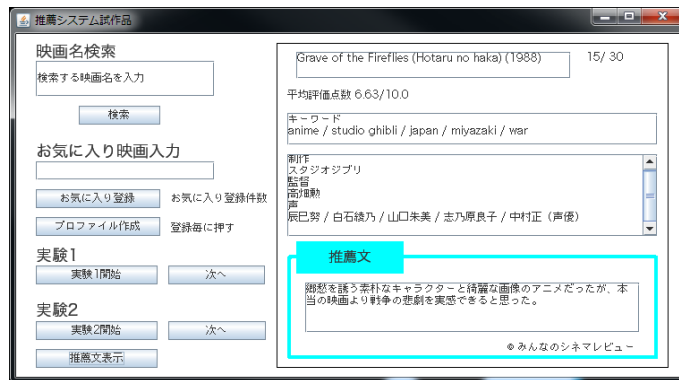 推薦システム試作品
映画名検索
検索する映画名を入力
検索
お気に入り映画入力
お気に入り登録
お気に入り登録件数
プロファイル作成
登録毎に押す
実験1
実験1開始
次へ
実験2
実験2開始
次へ
推薦文表示
Grave of the Fireflies (Hotaru no haka) (1988)
15/ 30
平均評価点数 6.63/10.0
キーワード
anime / studio ghibli / japan / miyazaki / war
制作
スタジオジブリ
監督
高畑勲
声
辰巳努 / 白石綾乃 / 山口朱美 / 志乃原良子 / 中村正（声優）
推薦文
郷愁を誘う素朴なキャラクターと綺麗な画像のアニメだったが、本
当の映画より戦争の悲劇を実感できると思った。
©みんなのシネマレビュー